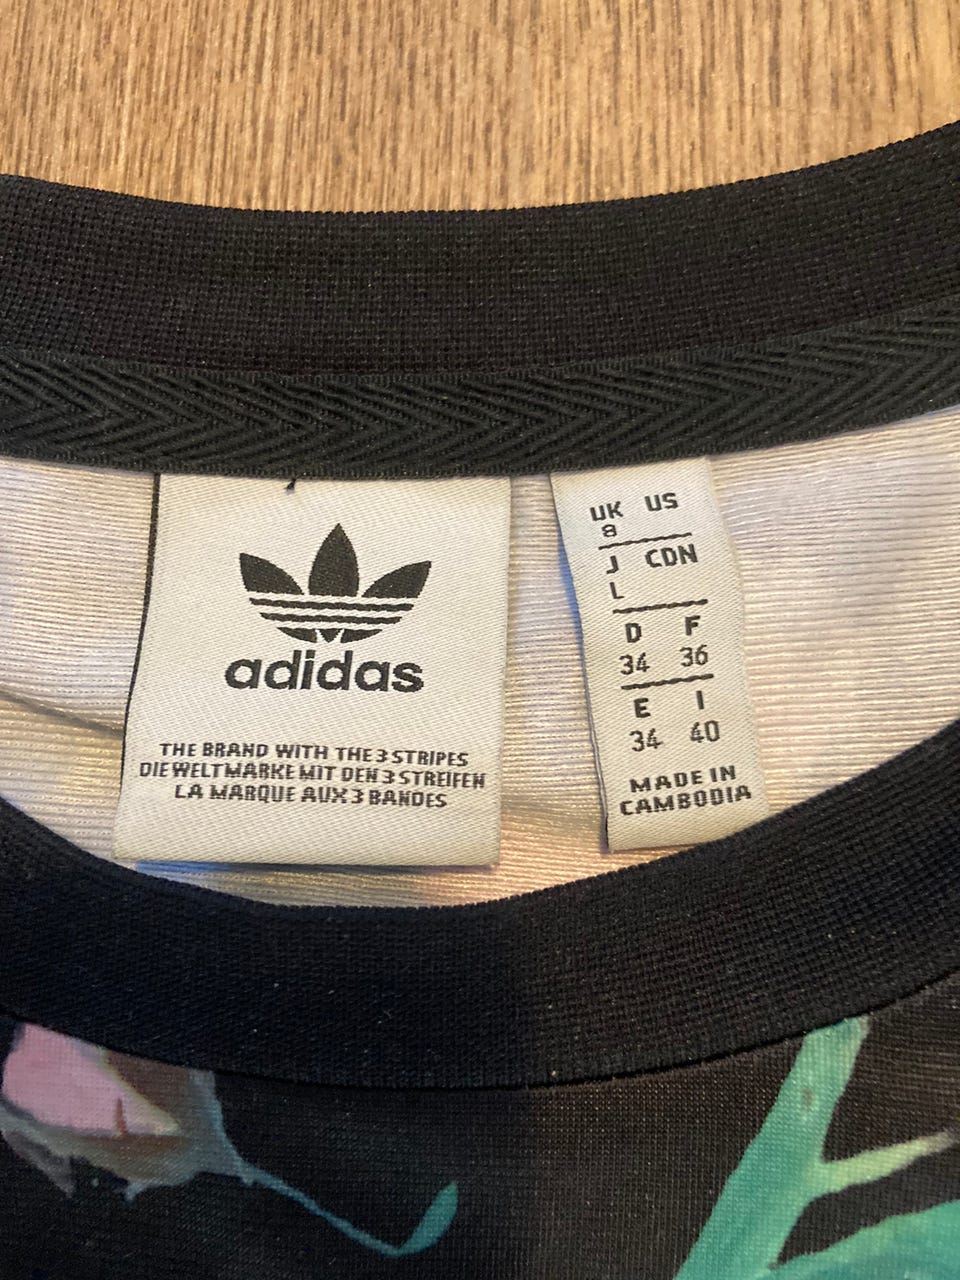 adidas
THE BRAND WITH THE 3 STRIPES
DIE WELTMARKE MIT DEN 3 STREIFEN
LA MARQUE AUX 3 BANDES
UK US
8
J CDN
L
D F
34 36
E I
34 40
MADE IN
CAMBODIA